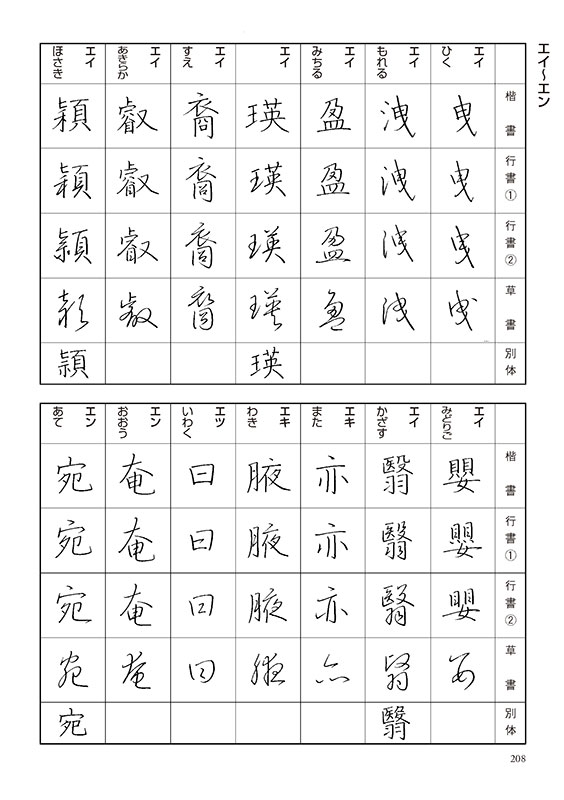 エイ〜エン
楷書 行書① 行書② 草書 別体
エイ ひく 曳 曳 曳 曳
エイ もれる 洩 洩 洩 洩
エイ みちる 盈 盈 盈 盈
エイ 瑛 瑛 瑛 瑛 瑛
エイ すえ 裔 裔 裔 裔
エイ あきらか 叡 叡 叡 叡
エイ ほさき 穎 穎 穎 穎 頴
楷書 行書① 行書② 草書 別体
エイ みどりご 嬰 嬰 嬰 嬰
エイ かざす 翳 翳 翳 翳 翳
エキ また 亦 亦 亦 亦
エキ わき 腋 腋 腋 腋
エツ いわく 曰 曰 曰 曰
エン おおう 奄 奄 奄 奄
エン あて 宛 宛 宛 宛 宛
208